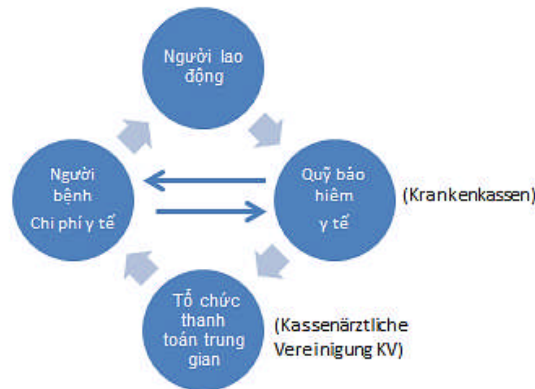 Người lao
động
Người
bệnh
Chi phí y tế
Quỹ bảo
hiêm
y tế
(Krankenkassen)
Tổ chức
thanh
toán trung
gian
(Kassenärztliche
Vereinigung KV)